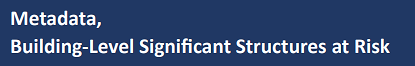 Metadata,
Building-Level Significant Structures at Risk